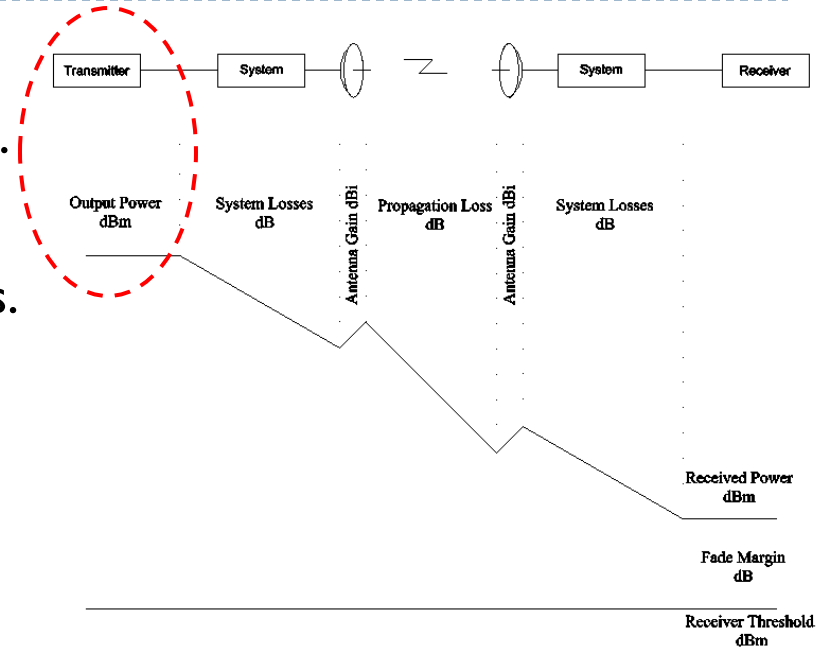 Transmitter
System
System
Receiver
.
Output Power
dBm
System Losses
dB
Antenna Gain dBi
Propagation Loss
dB
Antenna Gain dBi
System Losses
dB
s.
Received Power
dBm
Fade Margin
dB
Receiver Threshold
dBm